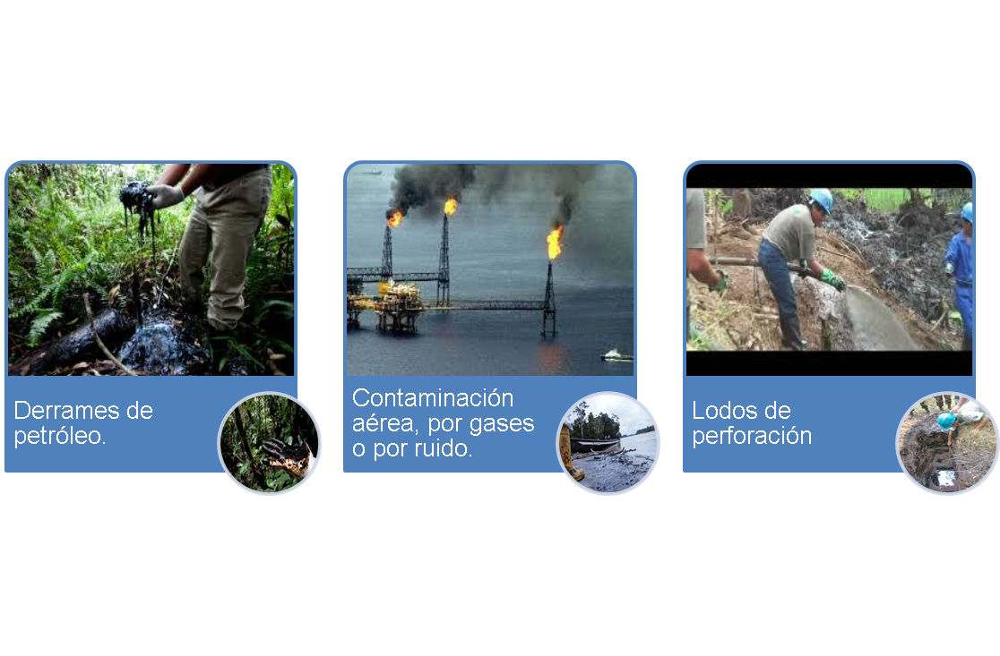 Derrames de
petróleo.
Contaminación
aérea, por gases
o por ruido.
Lodos de
perforación